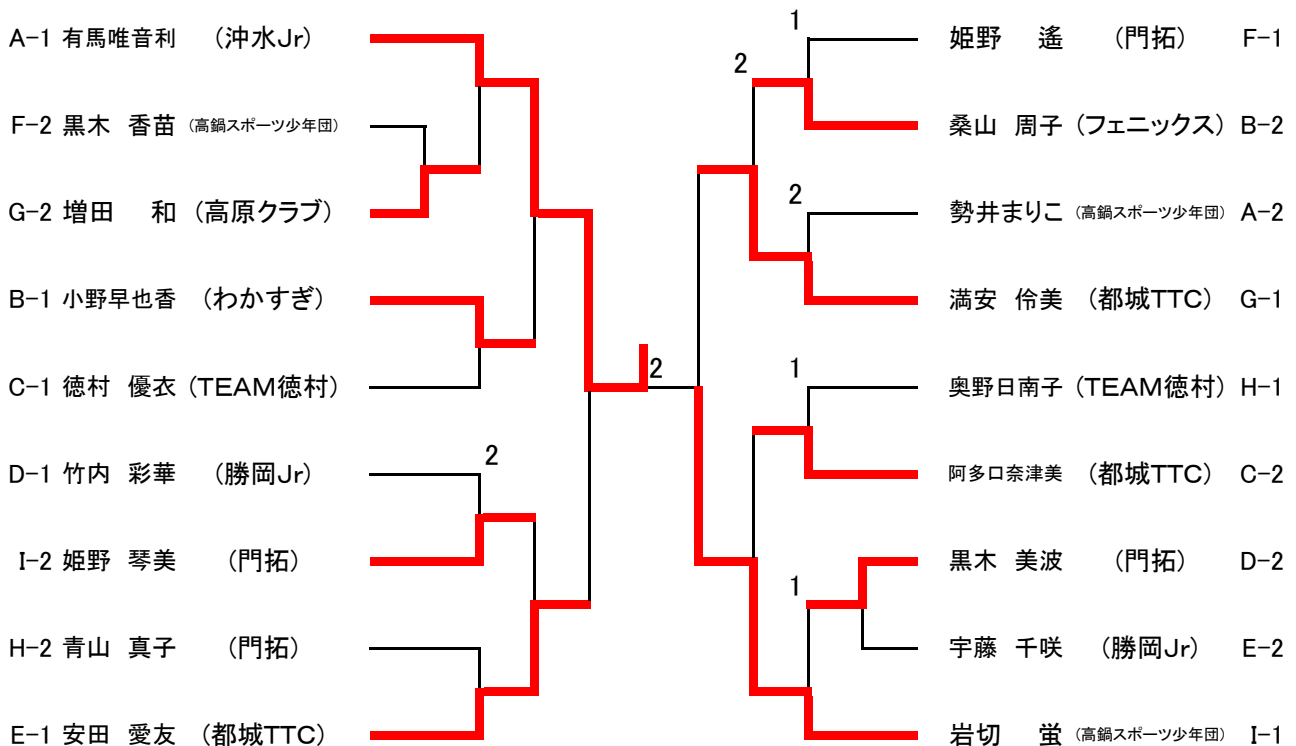 A-1 有馬唯音利 (沖水Jr)
F-2 黒木 香苗 (高鍋スポーツ少年団)
G-2 増田 和 (高原クラブ)
B-1 小野早也香 (わかすぎ)
C-1 徳村 優衣 (TEAM徳村)
D-1 竹内 彩華 (勝岡Jr)
2
I-2 姫野 琴美 (門拓)
H-2 青山 真子 (門拓)
E-1 安田 愛友 (都城TTC)
2
1
姫野 遙 (門拓) F-1
2
桑山 周子 (フェニックス) B-2
2
勢井まりこ (高鍋スポーツ少年団) A-2
満安 伶美 (都城TTC) G-1
1
奥野日南子 (TEAM徳村) H-1
阿多口奈津美 (都城TTC) C-2
黒木 美波 (門拓) D-2
1
宇藤 千咲 (勝岡Jr) E-2
岩切 蛍 (高鍋スポーツ少年団) I-1